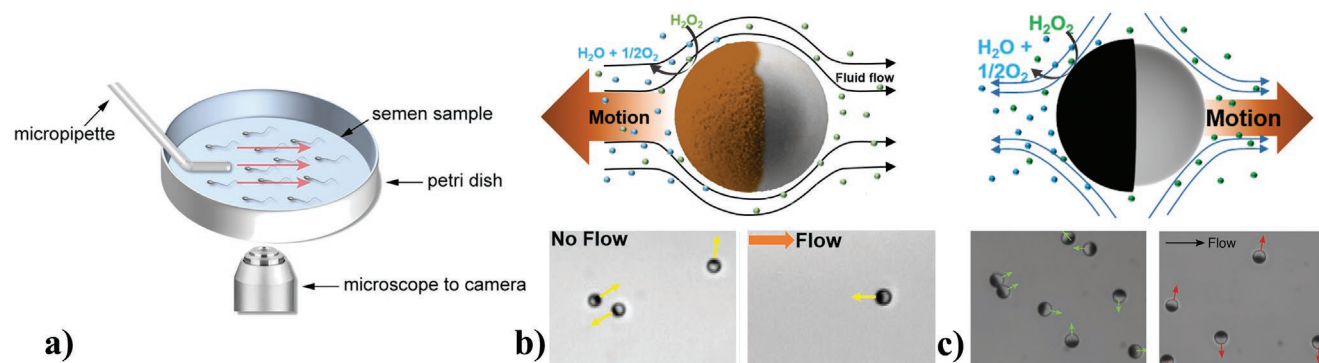 micropipette
semen sample
petri dish
microscope to camera
a)
H₂O₂
H₂O + 1/2O₂
Fluid flow
Motion
No Flow
Flow
b)
H₂O₂
H₂O +
1/2O₂
Motion
Flow
c)